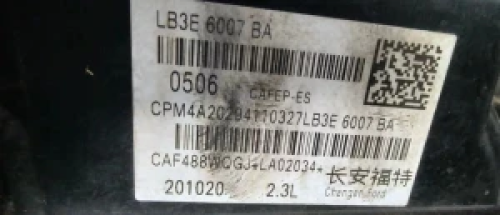 LB3E 6007 BA
0506 CAFEP-ES
CPM4A20294110327LB3E 6007 BA
CAF488WQGJ+LA02034+ 长安福特
201020 2.3L Changan Ford